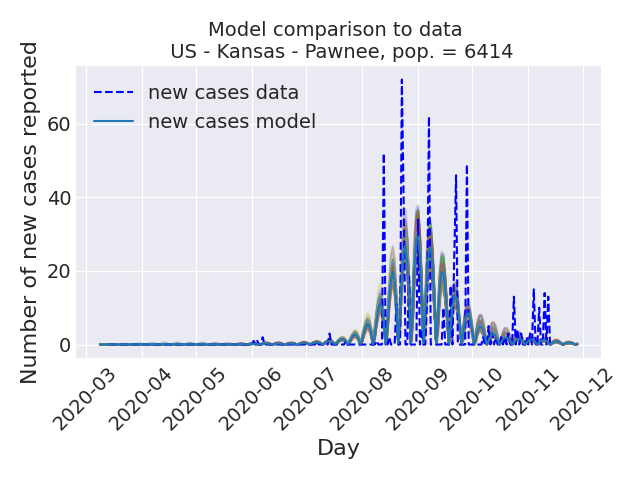 Model comparison to data
US - Kansas - Pawnee, pop. = 6414
Number of new cases reported
60
40
20
0
new cases data
new cases model
2020-03
2020-04
2020-05
2020-06
2020-07
2020-08
2020-09
2020-10
2020-11
2020-12
Day